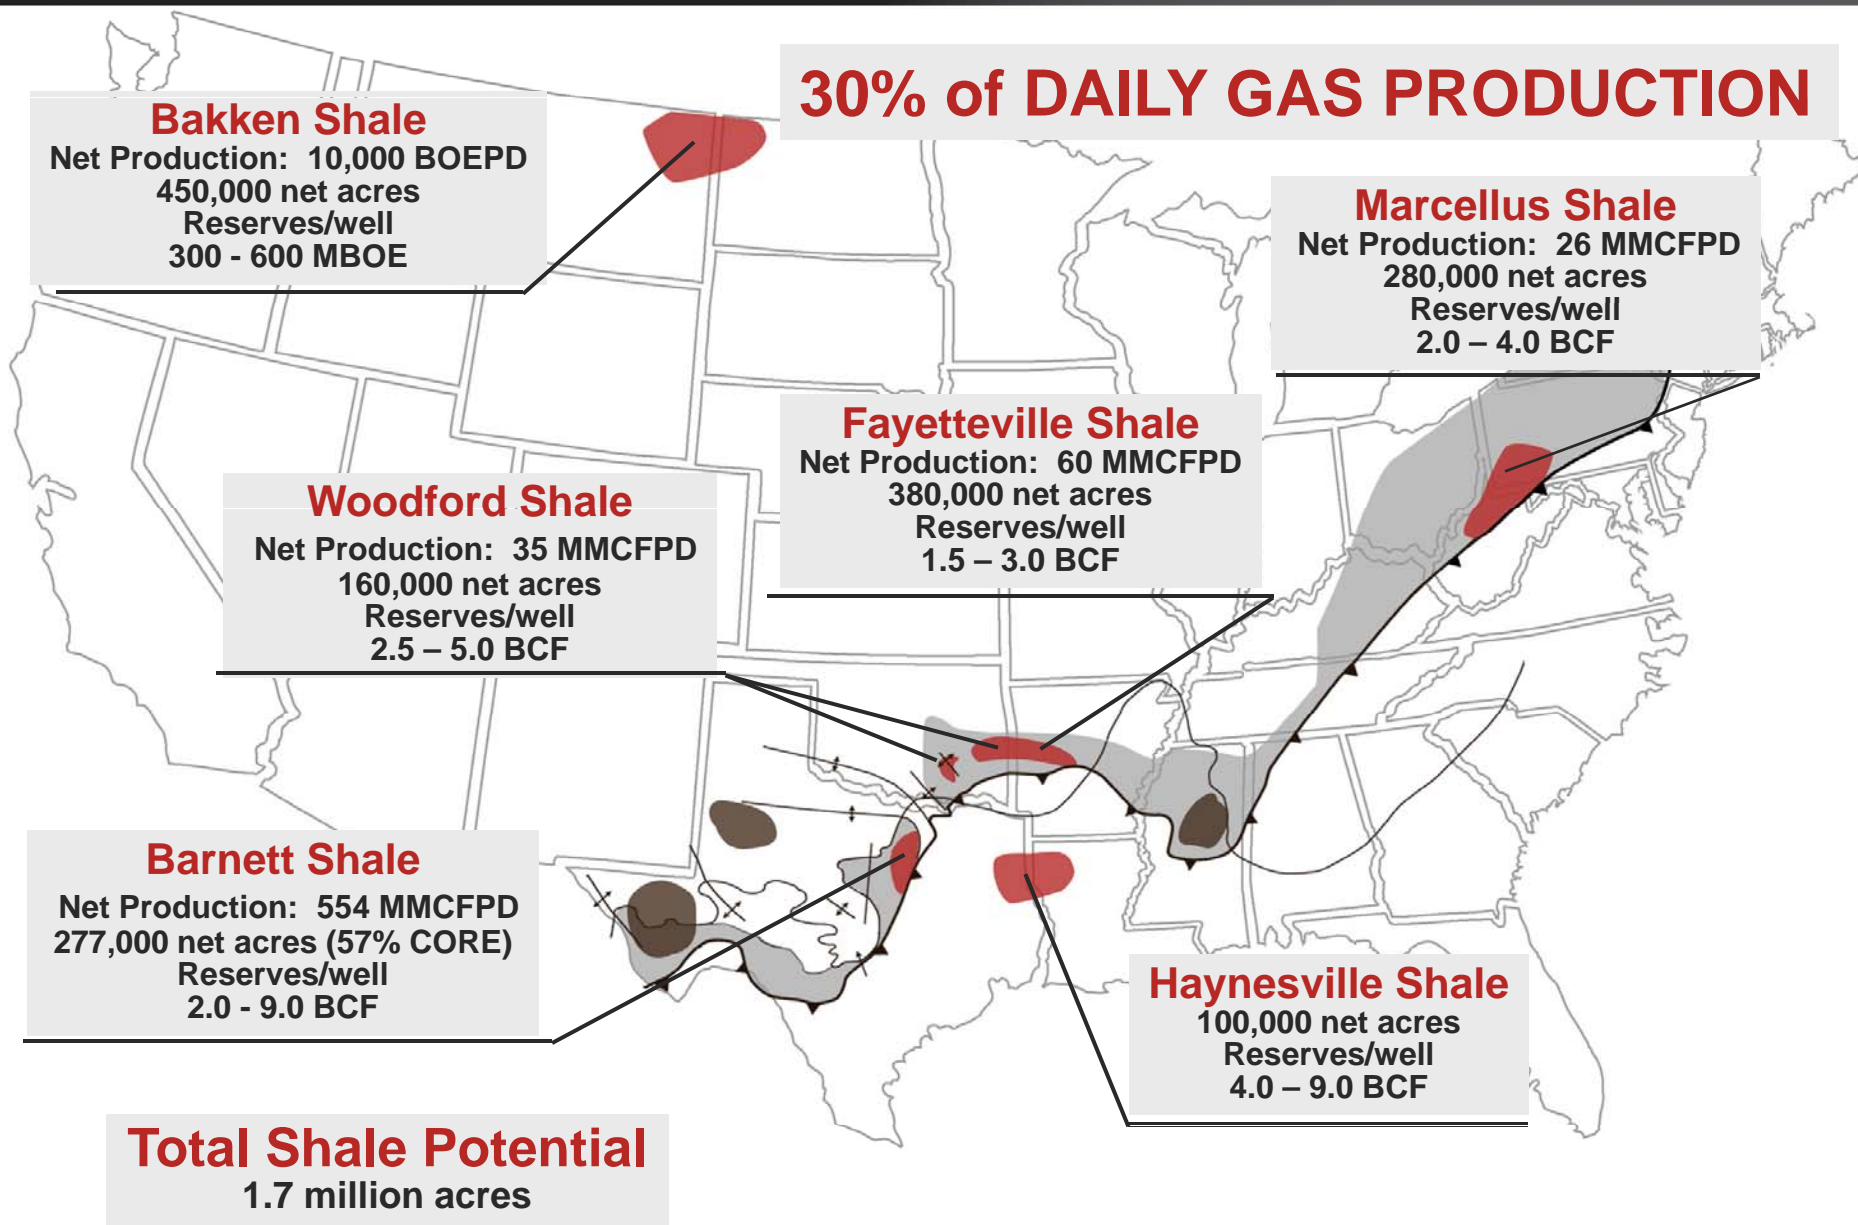 30% of DAILY GAS PRODUCTION
Bakken Shale
Net Production: 10,000 BOEPD
450,000 net acres
Reserves/well
300 - 600 MBOE
Marcellus Shale
Net Production: 26 MMCFPD
280,000 net acres
Reserves/well
2.0 – 4.0 BCF
Fayetteville Shale
Net Production: 60 MMCFPD
380,000 net acres
Reserves/well
1.5 – 3.0 BCF
Woodford Shale
Net Production: 35 MMCFPD
160,000 net acres
Reserves/well
2.5 – 5.0 BCF
Barnett Shale
Net Production: 554 MMCFPD
277,000 net acres (57% CORE)
Reserves/well
2.0 - 9.0 BCF
Haynesville Shale
100,000 net acres
Reserves/well
4.0 – 9.0 BCF
Total Shale Potential
1.7 million acres